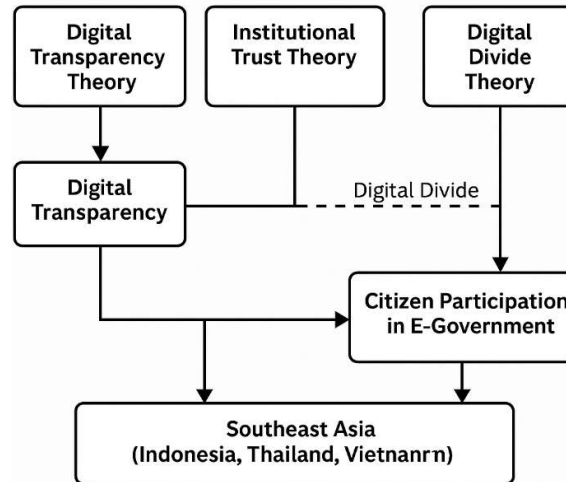 Digital
Transparency
Theory
Institutional
Trust Theory
Digital
Divide
Theory
Digital
Transparency
Digital Divide
Citizen Participation
in E-Government
Southeast Asia
(Indonesia, Thailand, Vietnanrn)